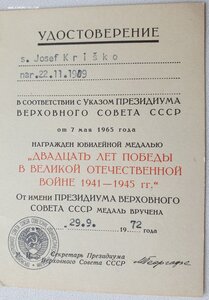 УДОСТОВЕРЕНИЕ
s. Josef Kriško
nar. 22.11.1909
В СООТВЕТСТВИИ С УКАЗОМ ПРЕЗИДИУМА
ВЕРХОВНОГО СОВЕТА СССР
от 7 мая 1965 года
НАГРАЖДЕН ЮБИЛЕЙНОЙ МЕДАЛЬЮ
„ДВАДЦАТЬ ЛЕТ ПОБЕДЫ
В ВЕЛИКОЙ ОТЕЧЕСТВЕННОЙ
ВОЙНЕ 1941—1945 гг.“
От имени ПРЕЗИДИУМА ВЕРХОВНОГО
СОВЕТА СССР МЕДАЛЬ ВРУЧЕНА
29.9. 1972 года
Секретарь Президиума
Верховного Совета СССР